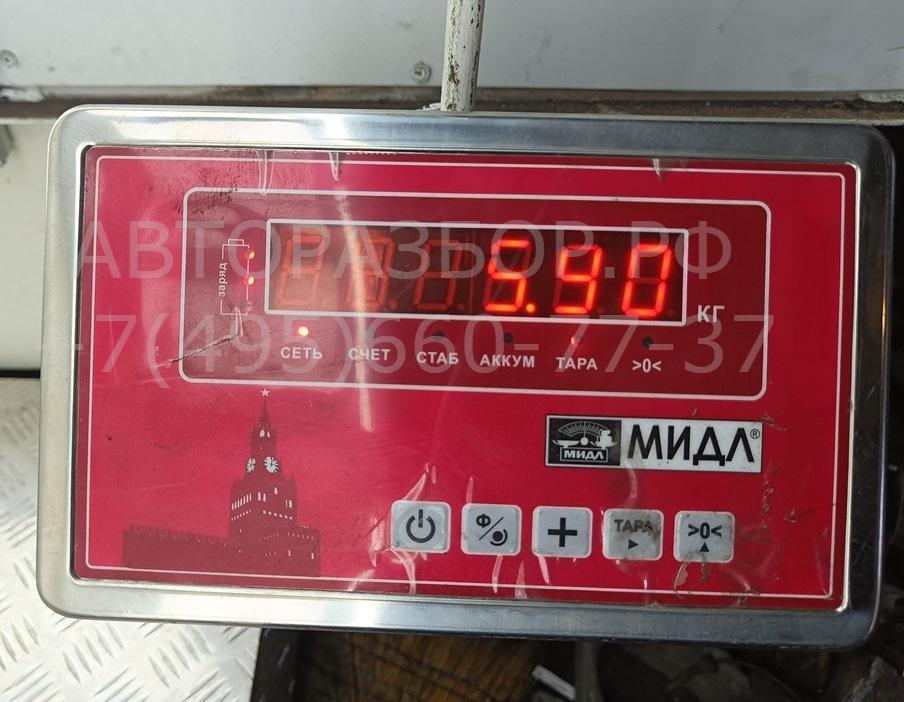 АВТОРАЗБОР.РФ
+7(495)660-77-37
заряд
5.90
КГ
СЕТЬ СЧЕТ СТАБ АККУМ ТАРА >0<
МИДЛ МИДЛ®
Ф + ТАРА >0<